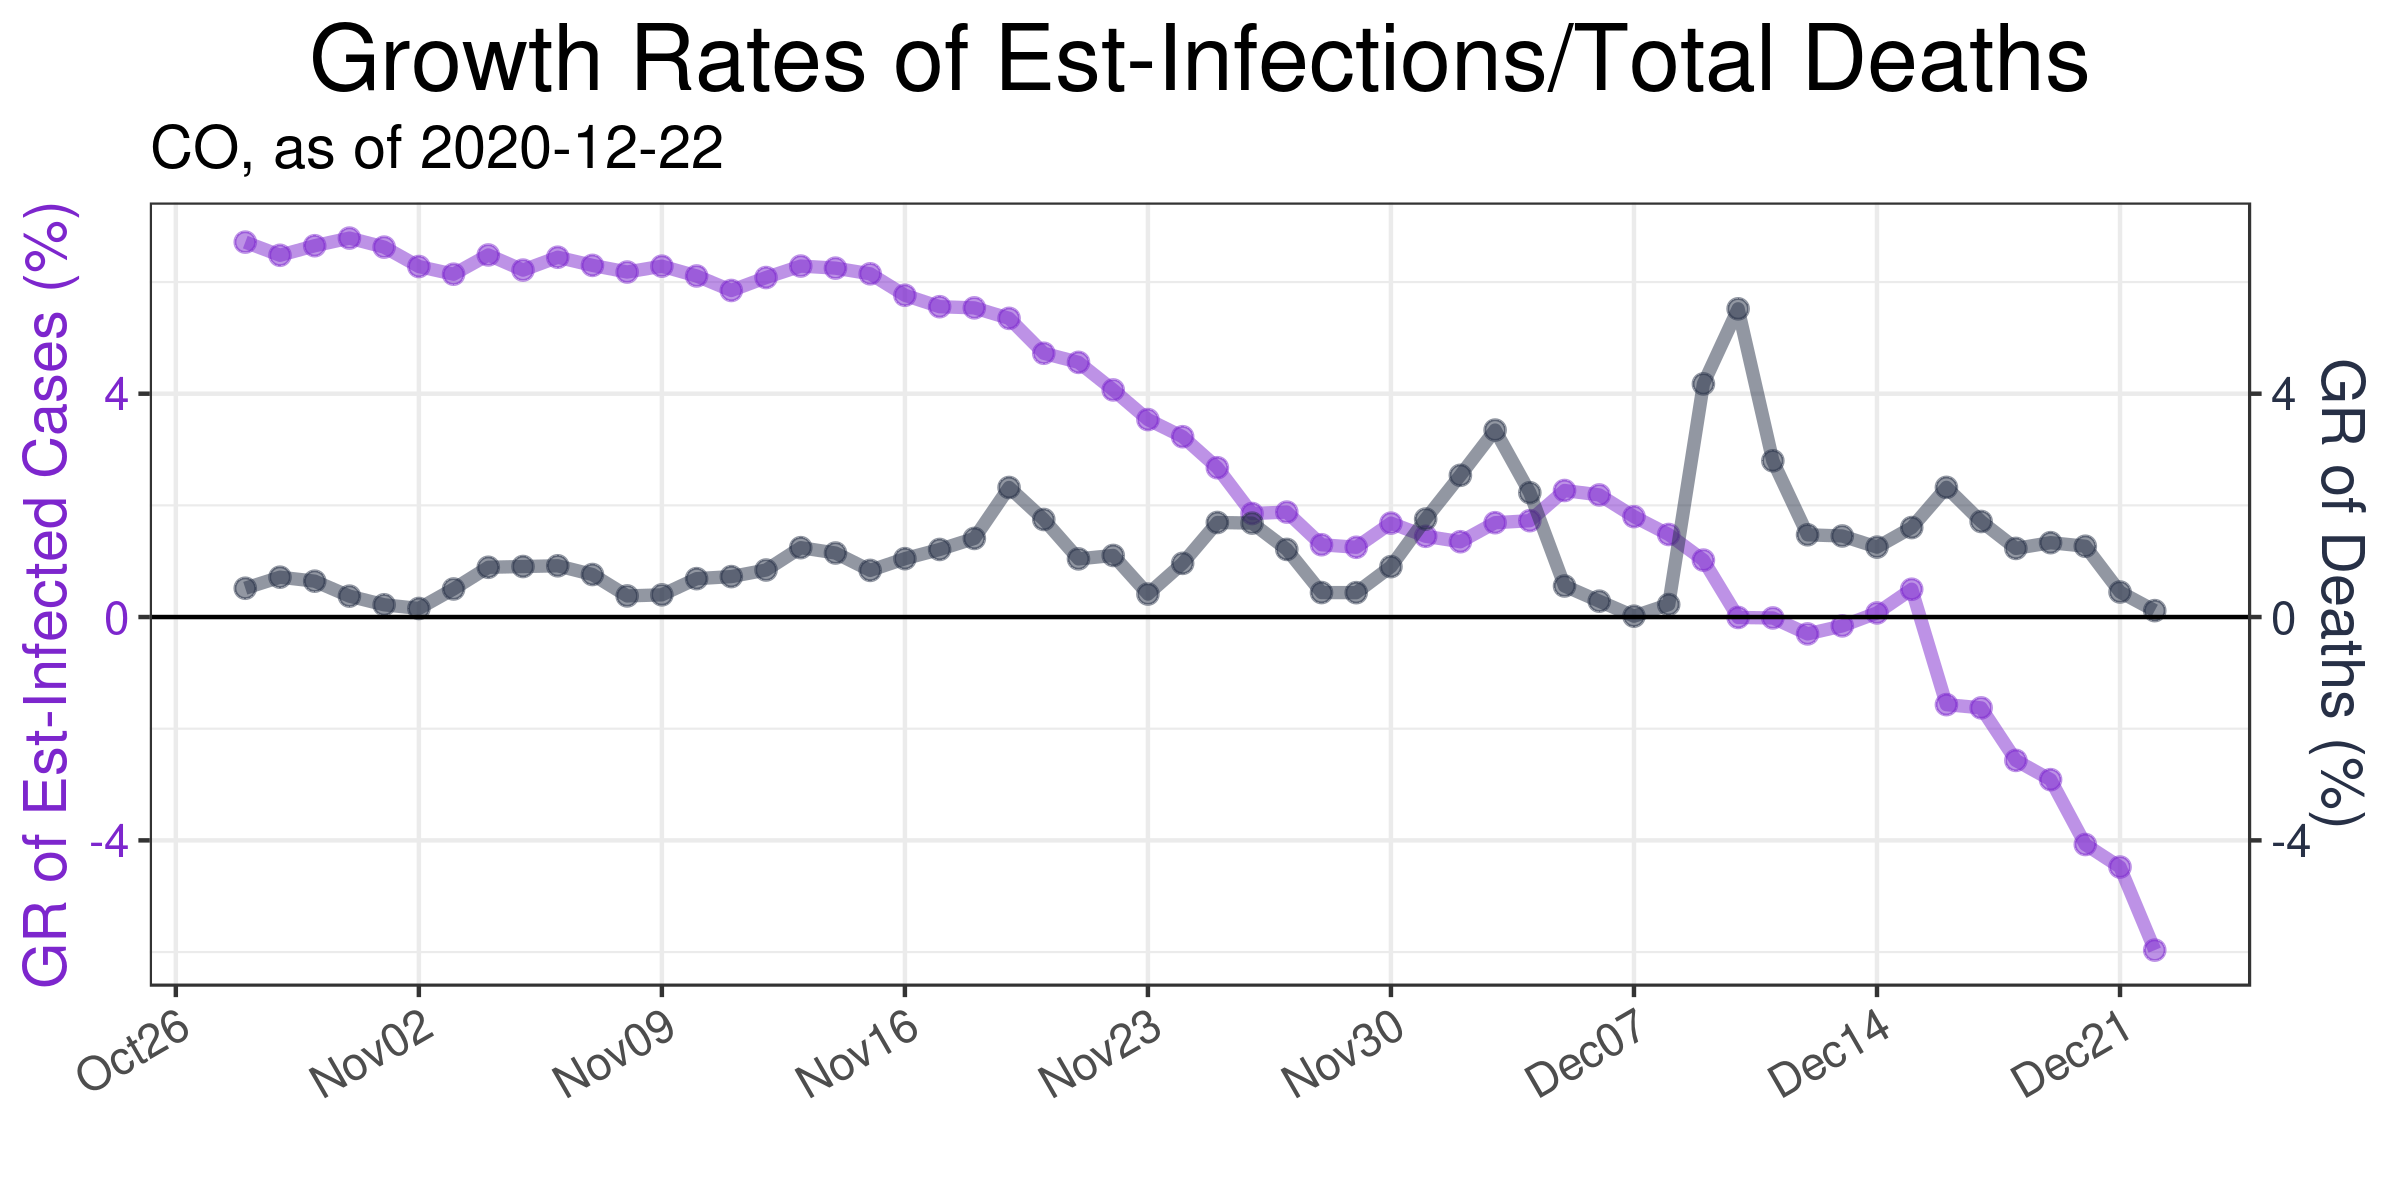 Growth Rates of Est-Infections/Total Deaths
CO, as of 2020-12-22
GR of Est-Infected Cases (%)
4
0
-4
4
0
-4
GR of Deaths (%)
Oct26
Nov02
Nov09
Nov16
Nov23
Nov30
Dec07
Dec14
Dec21